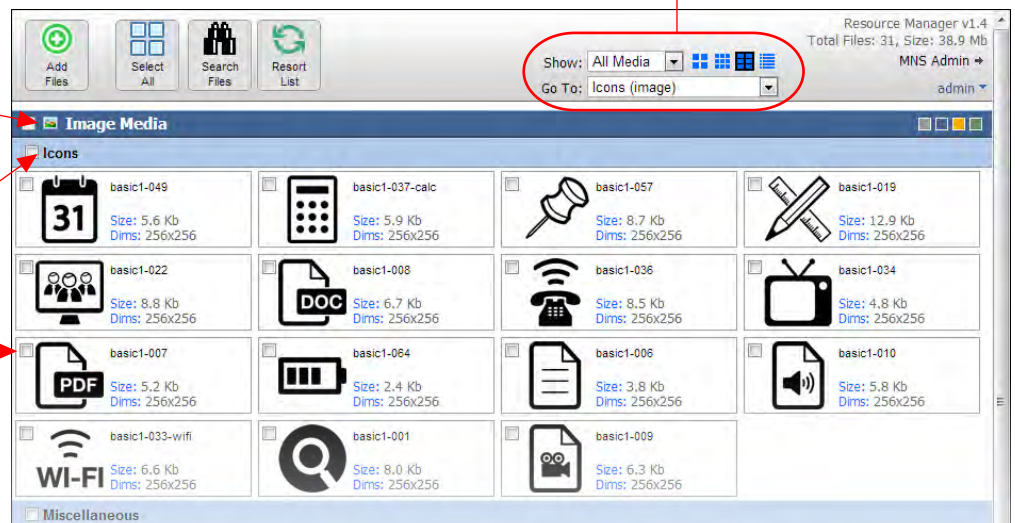 Resource Manager v1.4
Total Files: 31, Size: 38.9 Mb
MNS Admin
admin
Add Files
Select All
Search Files
Resort List
Show: All Media
Go To: Icons (image)
Image Media
Icons
31
basic1-049
Size: 5.6 Kb
Dims: 256x256
basic1-037-calc
Size: 5.9 Kb
Dims: 256x256
basic1-057
Size: 8.7 Kb
Dims: 256x256
basic1-019
Size: 12.9 Kb
Dims: 256x256
basic1-022
Size: 8.8 Kb
Dims: 256x256
DOC
basic1-008
Size: 6.7 Kb
Dims: 256x256
basic1-036
Size: 8.5 Kb
Dims: 256x256
basic1-034
Size: 4.8 Kb
Dims: 256x256
PDF
basic1-007
Size: 5.2 Kb
Dims: 256x256
basic1-064
Size: 2.4 Kb
Dims: 256x256
basic1-006
Size: 3.8 Kb
Dims: 256x256
basic1-010
Size: 5.8 Kb
Dims: 256x256
WI-FI
basic1-033-wifi
Size: 6.6 Kb
Dims: 256x256
basic1-001
Size: 8.0 Kb
Dims: 256x256
basic1-009
Size: 6.3 Kb
Dims: 256x256
Miscellaneous